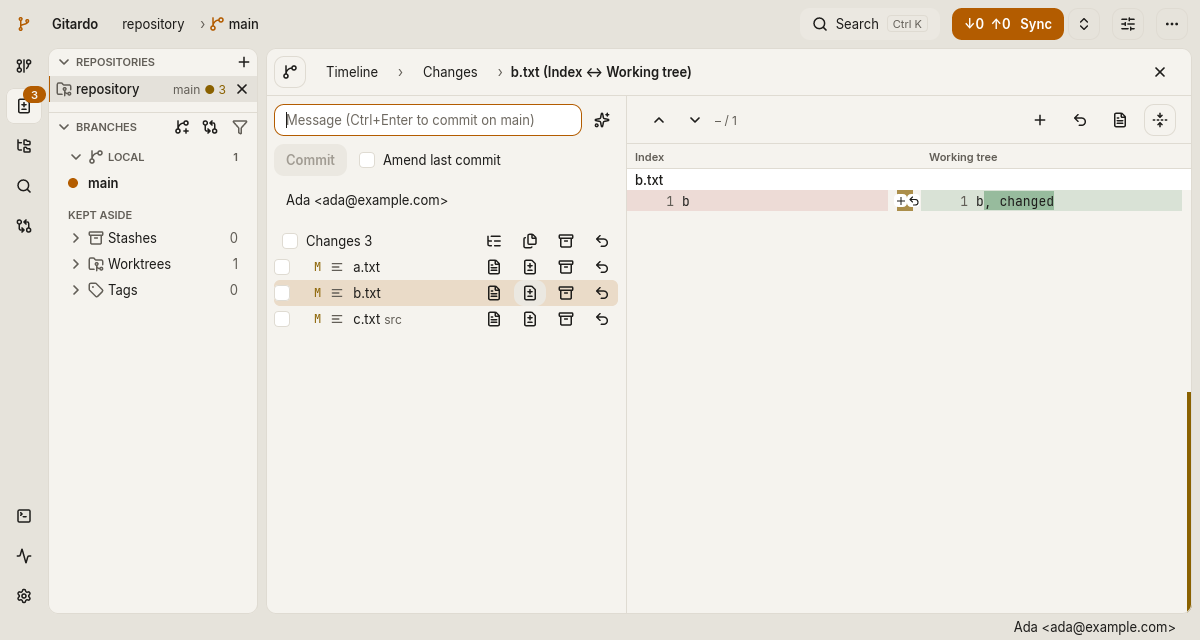 Gitardo repository › main Search Ctrl K ↓0 ↑0 Sync
REPOSITORIES
repository main 3
BRANCHES
LOCAL 1
main
KEPT ASIDE
Stashes 0
Worktrees 1
Tags 0
3
Timeline › Changes › b.txt (Index ↔ Working tree)
Message (Ctrl+Enter to commit on main)
Commit Amend last commit
Ada <ada@example.com>
Changes 3
M a.txt
M b.txt
M c.txt src
– / 1
Index Working tree
b.txt
1 b 1 b, changed
Ada <ada@example.com>